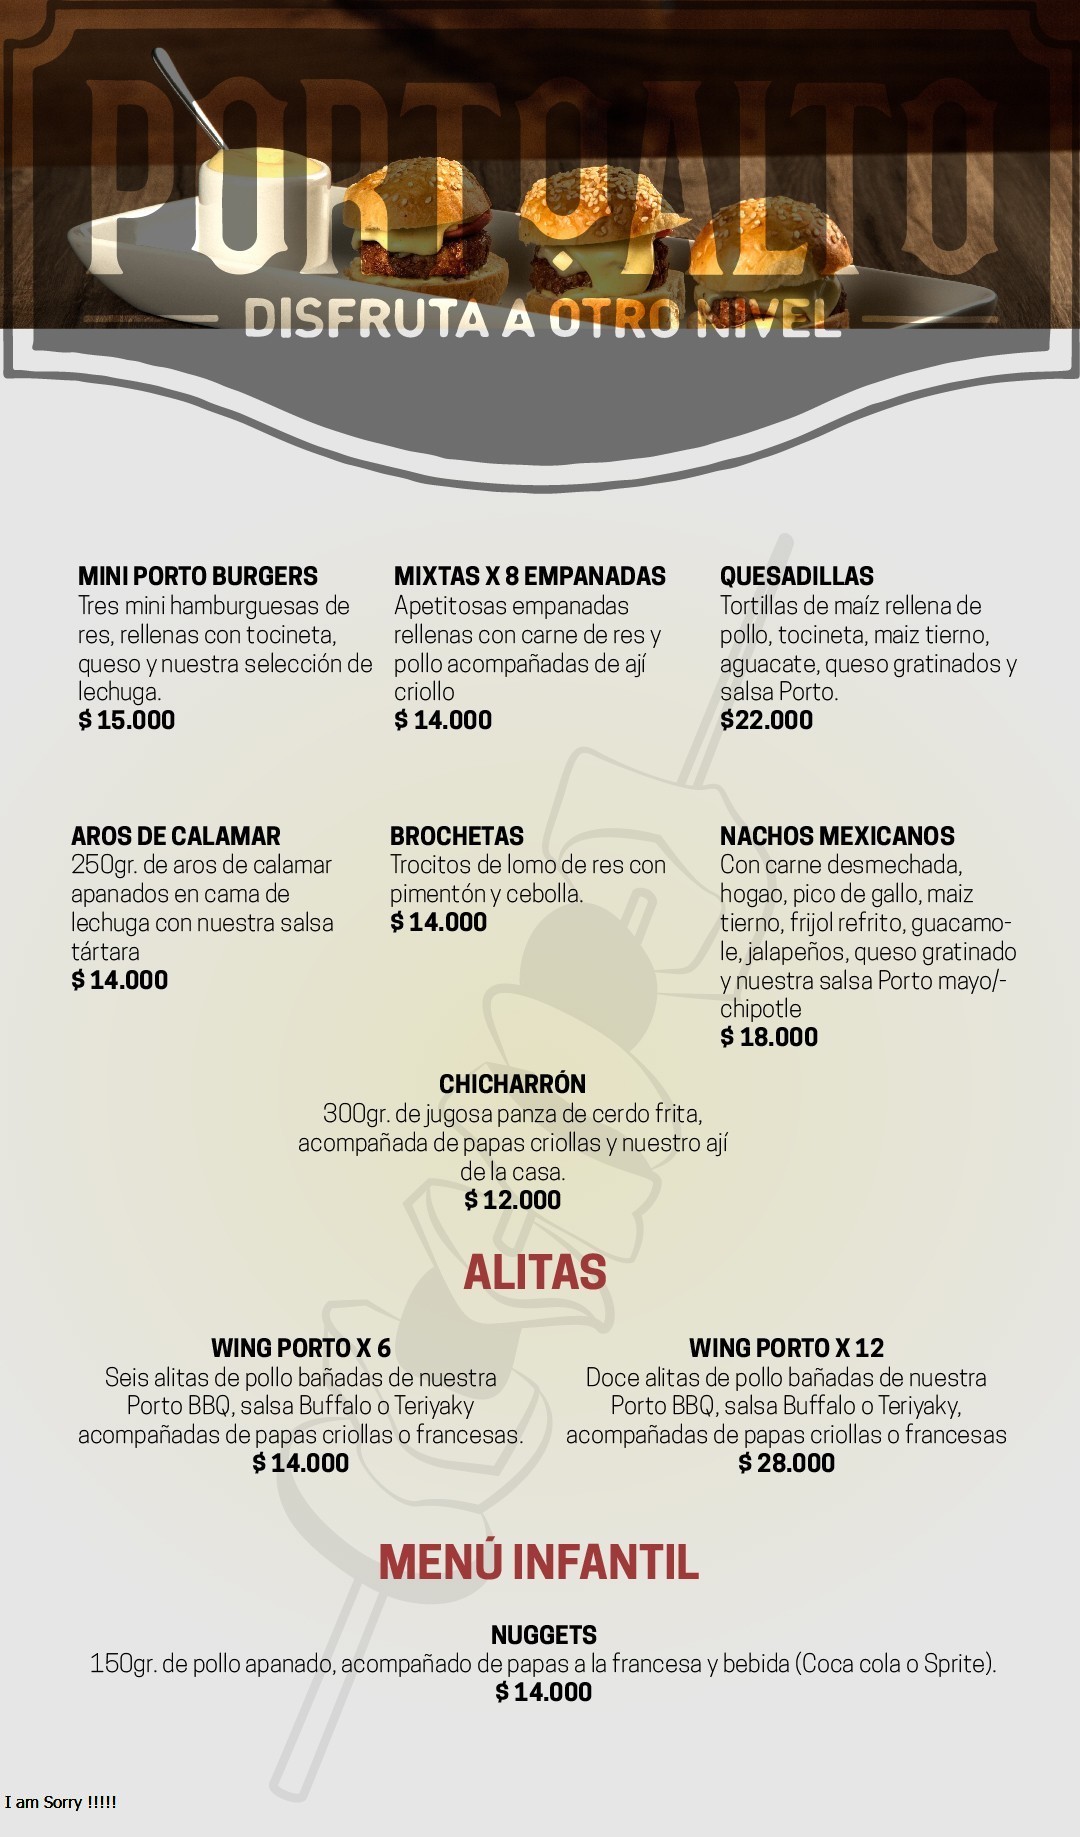 PORTOALTO
DISFRUTA A OTRO NIVEL
MINI PORTO BURGERS
Tres mini hamburguesas de
res, rellenas con tocineta,
queso y nuestra selección de
lechuga.
$ 15.000
MIXTAS X 8 EMPANADAS
Apetitosas empanadas
rellenas con carne de res y
pollo acompañadas de ají
criollo
$ 14.000
QUESADILLAS
Tortillas de maíz rellena de
pollo, tocineta, maiz tierno,
aguacate, queso gratinados y
salsa Porto.
$22.000
AROS DE CALAMAR
250gr. de aros de calamar
apanados en cama de
lechuga con nuestra salsa
tártara
$ 14.000
BROCHETAS
Trocitos de lomo de res con
pimentón y cebolla.
$ 14.000
NACHOS MEXICANOS
Con carne desmechada,
hogao, pico de gallo, maiz
tierno, frijol refrito, guacamo-
le, jalapeños, queso gratinado
y nuestra salsa Porto mayo/-
chipotle
$ 18.000
CHICHARRÓN
300gr. de jugosa panza de cerdo frita,
acompañada de papas criollas y nuestro ají
de la casa.
$ 12.000
ALITAS
WING PORTO X 6
Seis alitas de pollo bañadas de nuestra
Porto BBQ, salsa Buffalo o Teriyaky
acompañadas de papas criollas o francesas.
$ 14.000
WING PORTO X 12
Doce alitas de pollo bañadas de nuestra
Porto BBQ, salsa Buffalo o Teriyaky,
acompañadas de papas criollas o francesas
$ 28.000
MENÚ INFANTIL
NUGGETS
150gr. de pollo apanado, acompañado de papas a la francesa y bebida (Coca cola o Sprite).
$ 14.000
I am Sorry !!!!!